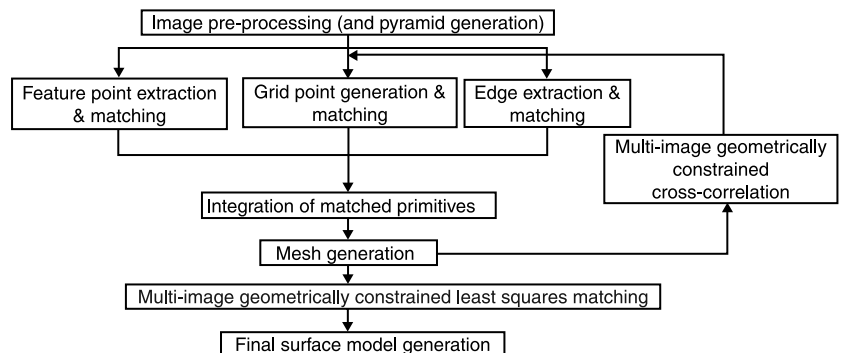 Image pre-processing (and pyramid generation)
Feature point extraction
& matching
Grid point generation &
matching
Edge extraction &
matching
Multi-image geometrically
constrained
cross-correlation
Integration of matched primitives
Mesh generation
Multi-image geometrically constrained least squares matching
Final surface model generation